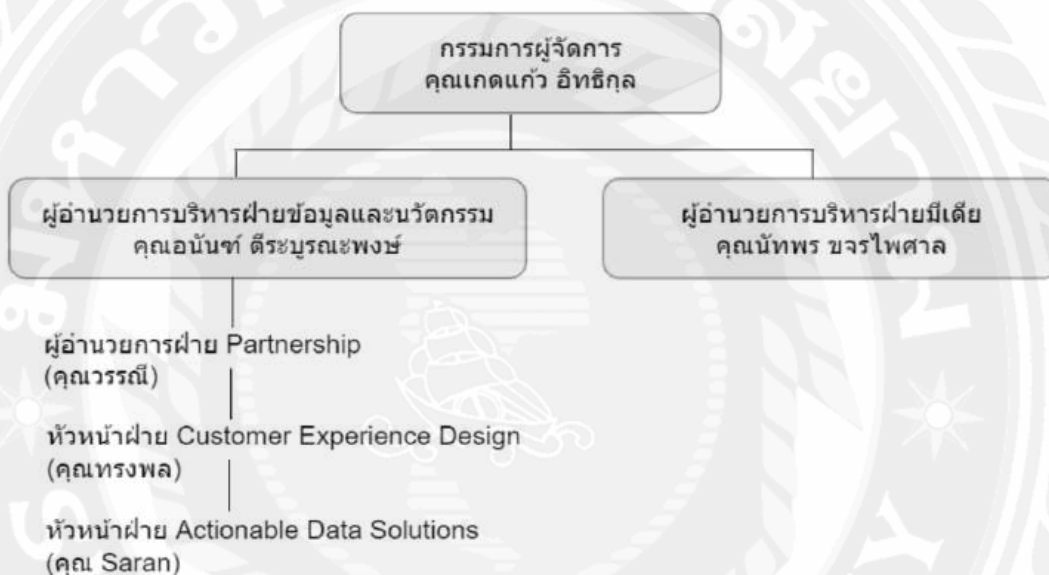 กรรมการผู้จัดการ
คุณเกดแก้ว อิทธิกุล
ผู้อำนวยการบริหารฝ่ายข้อมูลและนวัตกรรม
คุณอนันฑ์ ตีระบูรณะพงษ์
ผู้อำนวยการบริหารฝ่ายมีเดีย
คุณนัทพร ขจรไพศาล
ผู้อำนวยการฝ่าย Partnership
(คุณวรรณี)
หัวหน้าฝ่าย Customer Experience Design
(คุณทรงพล)
หัวหน้าฝ่าย Actionable Data Solutions
(คุณ Saran)